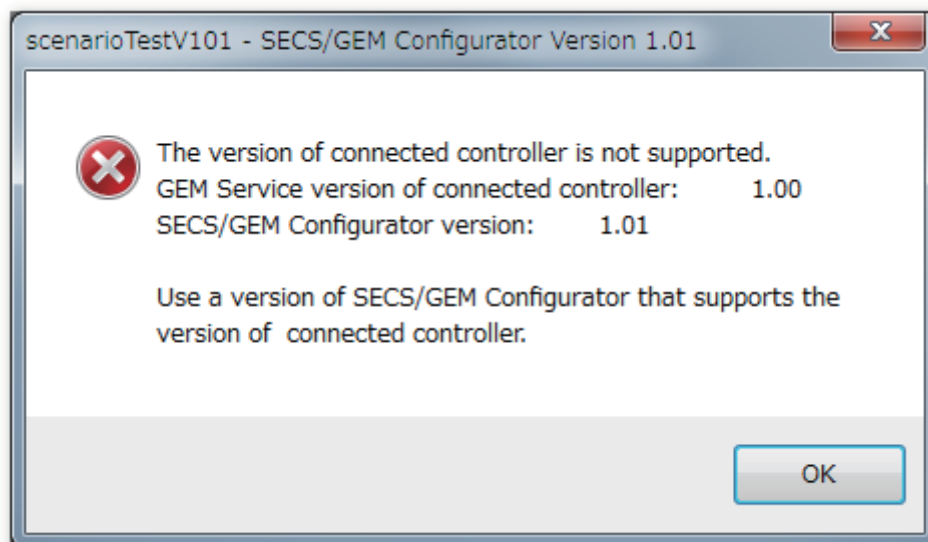 scenarioTestV101 - SECS/GEM Configurator Version 1.01
The version of connected controller is not supported.
GEM Service version of connected controller: 1.00
SECS/GEM Configurator version: 1.01
Use a version of SECS/GEM Configurator that supports the
version of  connected controller.
OK